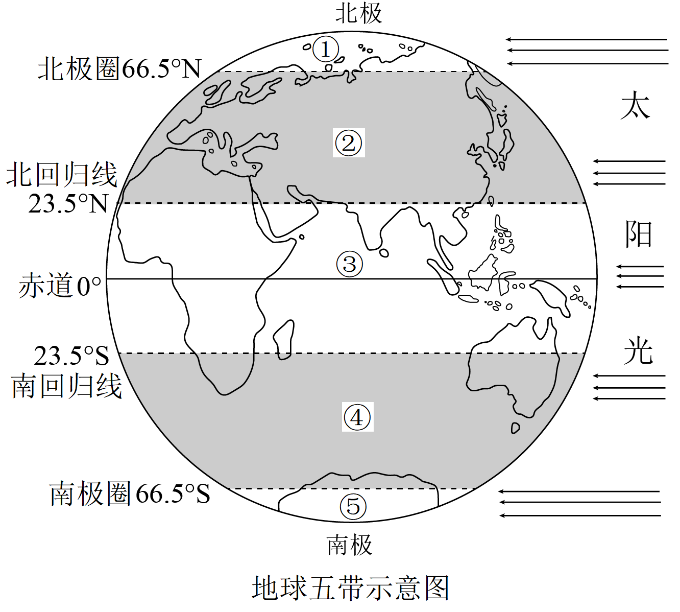 北极
①
北极圈66.5°N
太
②
北回归线
23.5°N
阳
③
赤道0°
23.5°S
光
南回归线
④
南极圈66.5°S
⑤
南极
地球五带示意图